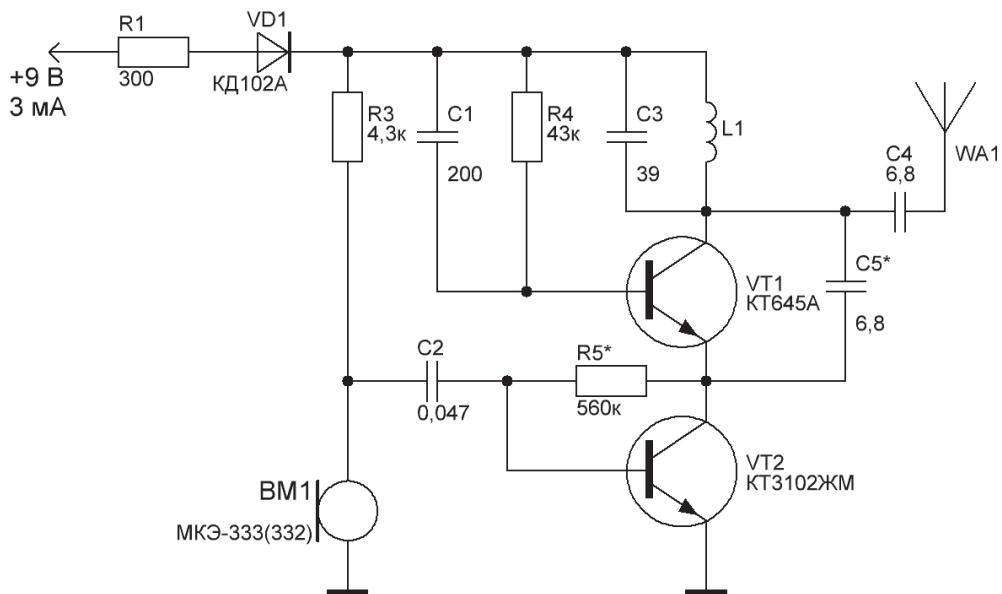 R1
300
+9 В
3 мА
VD1
КД102А
R3
4,3к
C1
200
R4
43к
C3
39
L1
C4
6,8
WA1
C5*
6,8
VT1
КТ645А
C2
0,047
R5*
560к
VT2
КТ3102ЖМ
BM1
МКЭ-333(332)